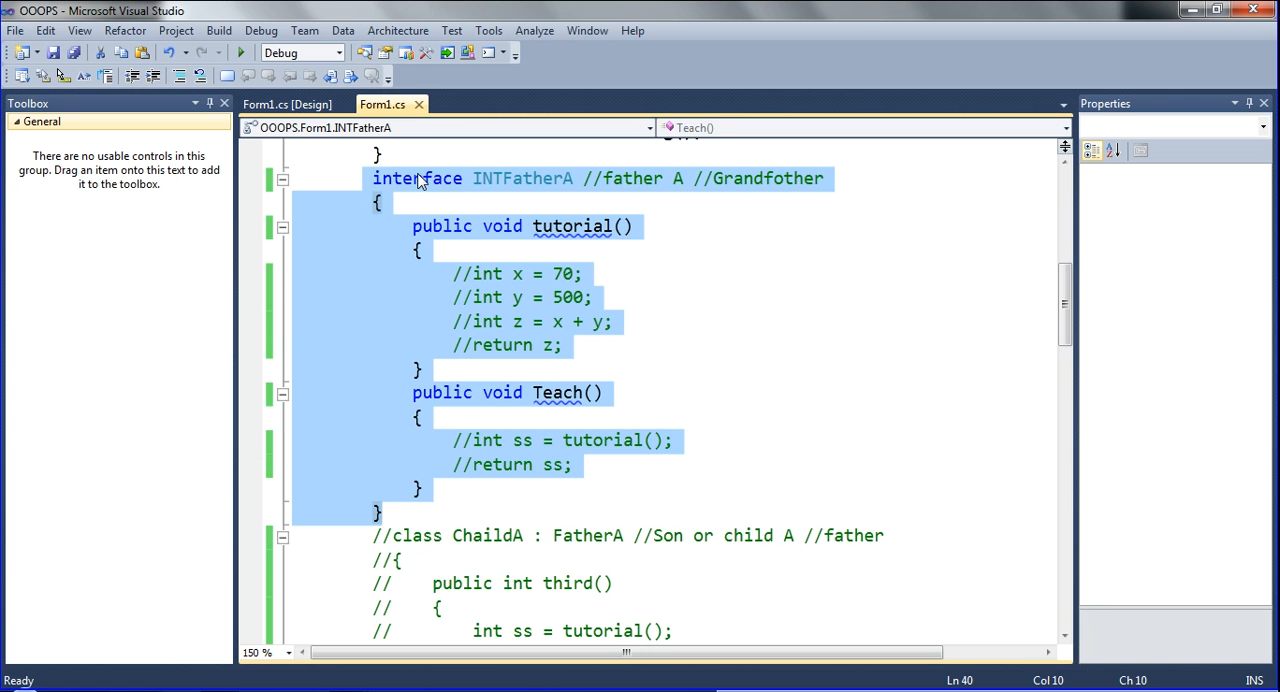 OOOPS - Microsoft Visual Studio
File Edit View Refactor Project Build Debug Team Data Architecture Test Tools Analyze Window Help
Debug
Toolbox
General
There are no usable controls in this
group. Drag an item onto this text to add
it to the toolbox.
Form1.cs [Design] Form1.cs
OOOPS.Form1.INTFatherA Teach()
}
interface INTFatherA //father A //Grandfother
{
public void tutorial()
{
//int x = 70;
//int y = 500;
//int z = x + y;
//return z;
}
public void Teach()
{
//int ss = tutorial();
//return ss;
}
}
//class ChaildA : FatherA //Son or child A //father
//{
// public int third()
// {
// int ss = tutorial();
150 %
Properties
Ready Ln 40 Col 10 Ch 10 INS